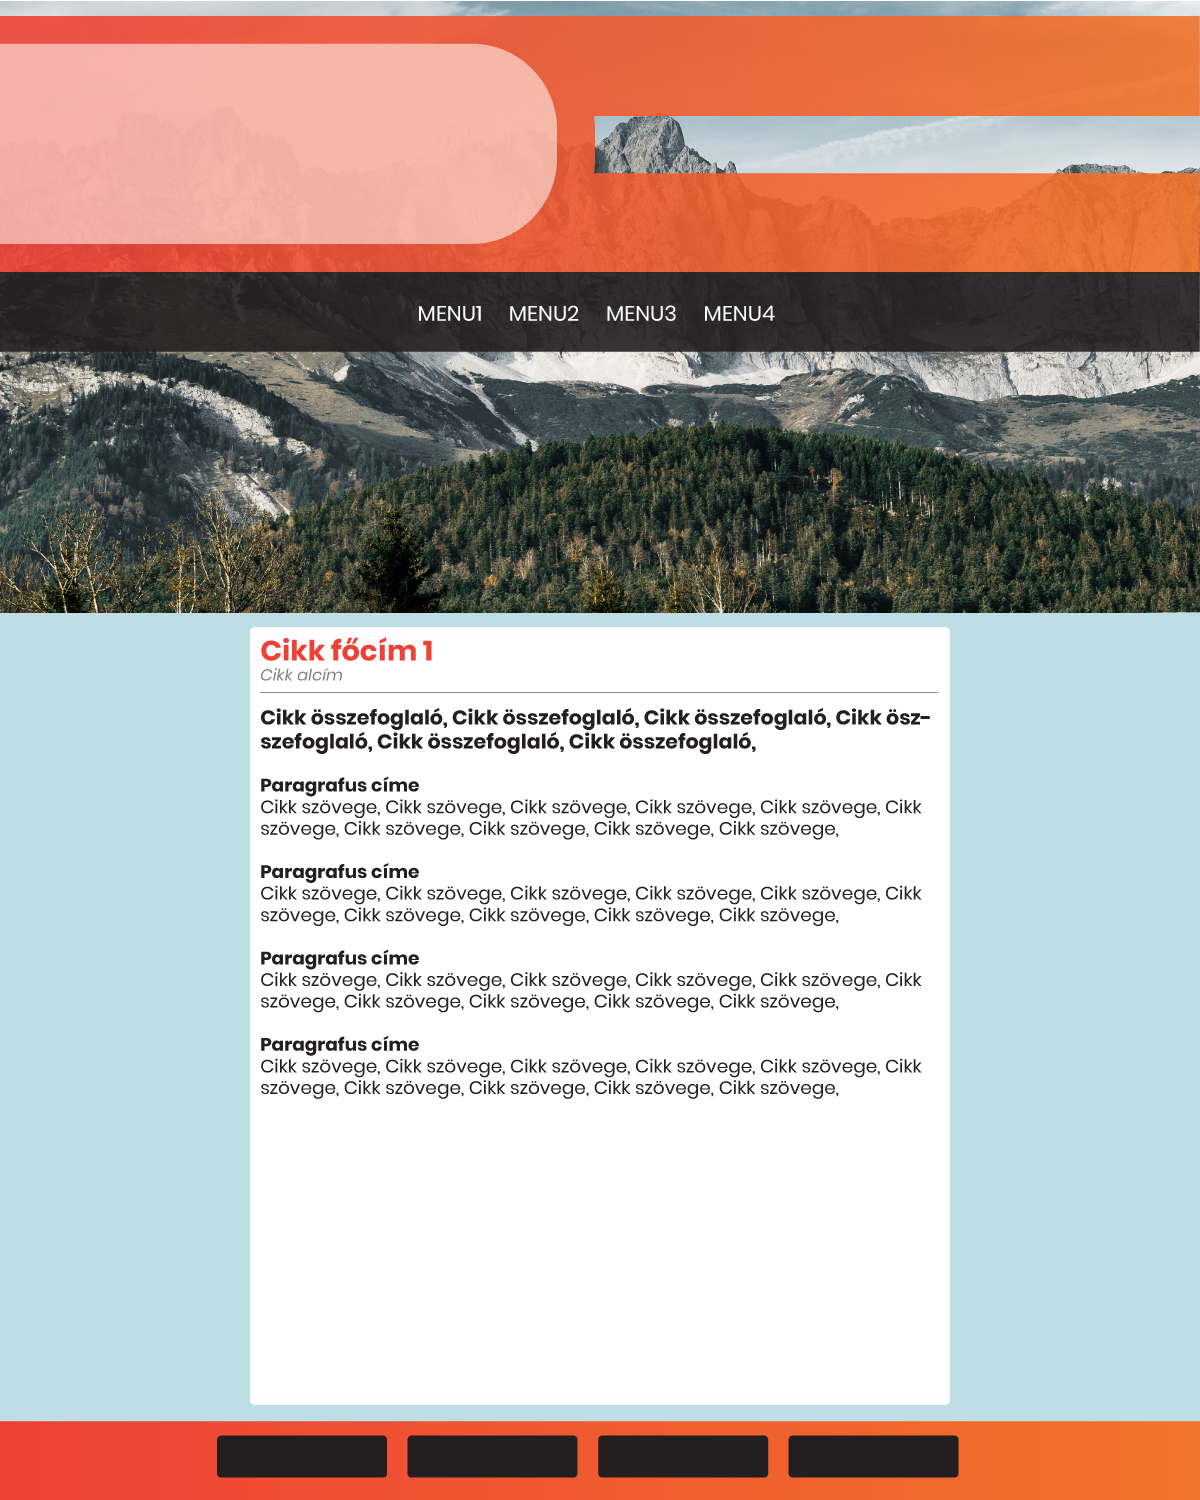 MENU1 MENU2 MENU3 MENU4
Cikk főcím 1
Cikk alcím
Cikk összefoglaló, Cikk összefoglaló, Cikk összefoglaló, Cikk ösz-
szefoglaló, Cikk összefoglaló, Cikk összefoglaló,
Paragrafus címe
Cikk szövege, Cikk szövege, Cikk szövege, Cikk szövege, Cikk szövege, Cikk
szövege, Cikk szövege, Cikk szövege, Cikk szövege, Cikk szövege,
Paragrafus címe
Cikk szövege, Cikk szövege, Cikk szövege, Cikk szövege, Cikk szövege, Cikk
szövege, Cikk szövege, Cikk szövege, Cikk szövege, Cikk szövege,
Paragrafus címe
Cikk szövege, Cikk szövege, Cikk szövege, Cikk szövege, Cikk szövege, Cikk
szövege, Cikk szövege, Cikk szövege, Cikk szövege, Cikk szövege,
Paragrafus címe
Cikk szövege, Cikk szövege, Cikk szövege, Cikk szövege, Cikk szövege, Cikk
szövege, Cikk szövege, Cikk szövege, Cikk szövege, Cikk szövege,